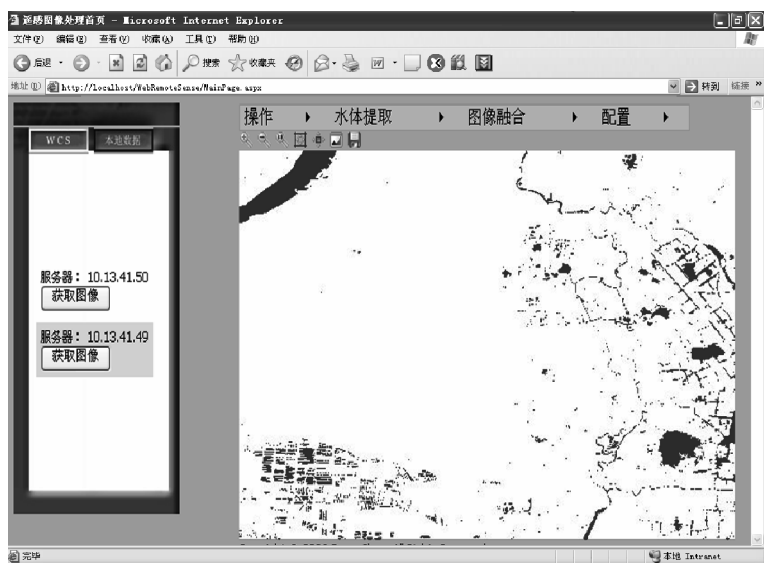 遥感图像处理首页 - Microsoft Internet Explorer
文件(F) 编辑(E) 查看(V) 收藏(A) 工具(T) 帮助(H)
后退 搜索 收藏夹
地址(D) http://localhost/WebRemoteSense/MainPage.aspx 转到 链接 »
操作 水体提取 图像融合 配置
WCS 本地数据
服务器: 10.13.41.50
获取图像
服务器: 10.13.41.49
获取图像
完毕 本地 Intranet